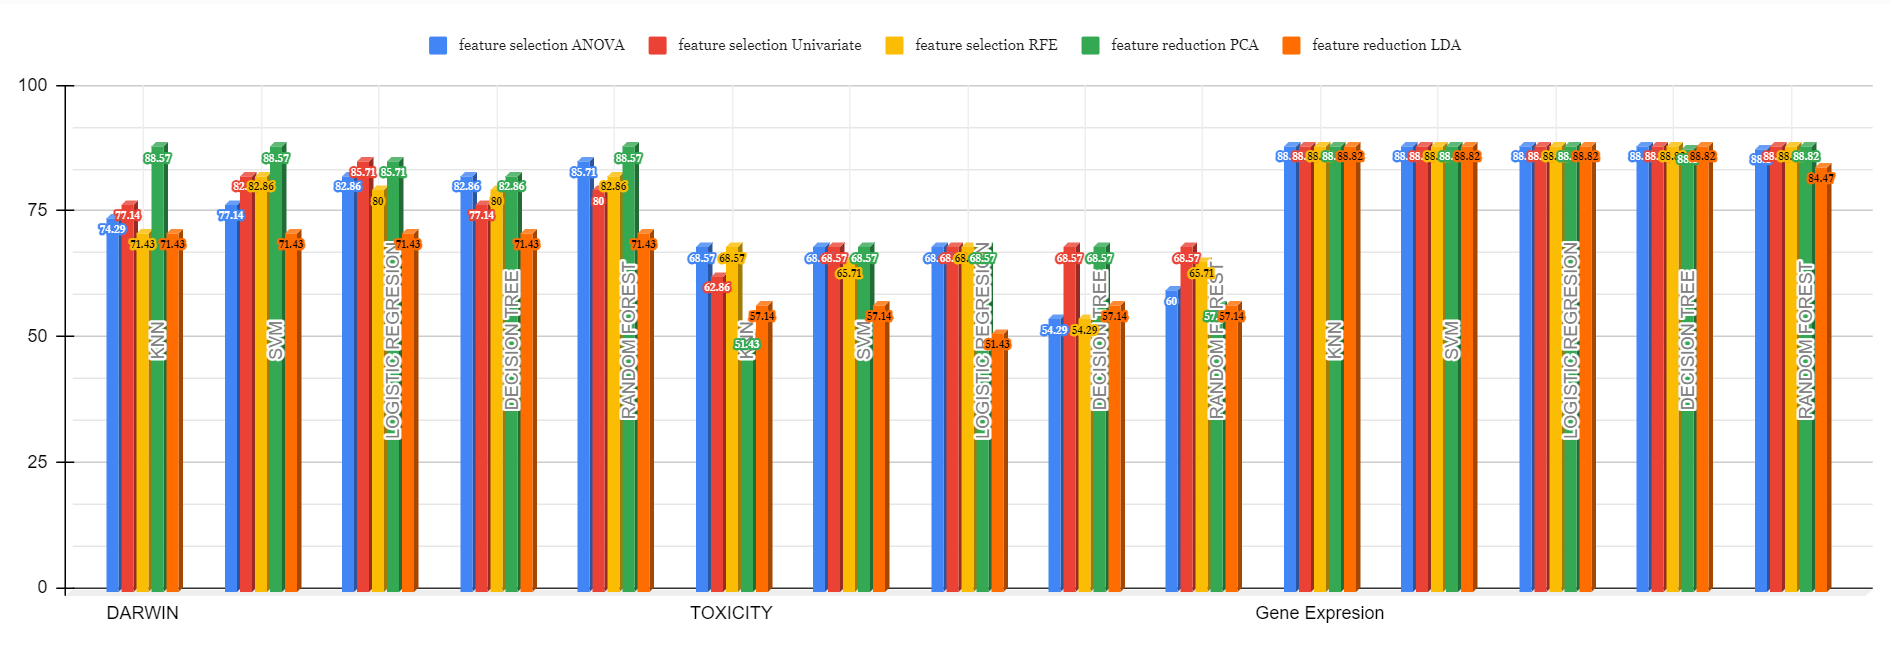 feature selection ANOVA
feature selection Univariate
feature selection RFE
feature reduction PCA
feature reduction LDA
100
75
50
25
0
74.29
77.14
71.43
88.57
71.43
KNN
77.14
82.86
88.57
71.43
SVM
82.86
85.71
80
85.71
71.43
LOGISTIC REGRESION
82.86
77.14
80
82.86
71.43
DECISION TREE
85.71
80
82.86
88.57
71.43
RANDOM FOREST
68.57
62.86
68.57
51.43
57.14
KNN
68.57
65.71
68.57
57.14
SVM
68.57
51.43
LOGISTIC REGRESION
54.29
68.57
54.29
68.57
57.14
DECISION TREE
60
68.57
65.71
57.14
RANDOM FOREST
88.82
KNN
88.82
SVM
88.82
LOGISTIC REGRESION
88.82
DECISION TREE
88.82
84.47
RANDOM FOREST
DARWIN
TOXICITY
Gene Expresion